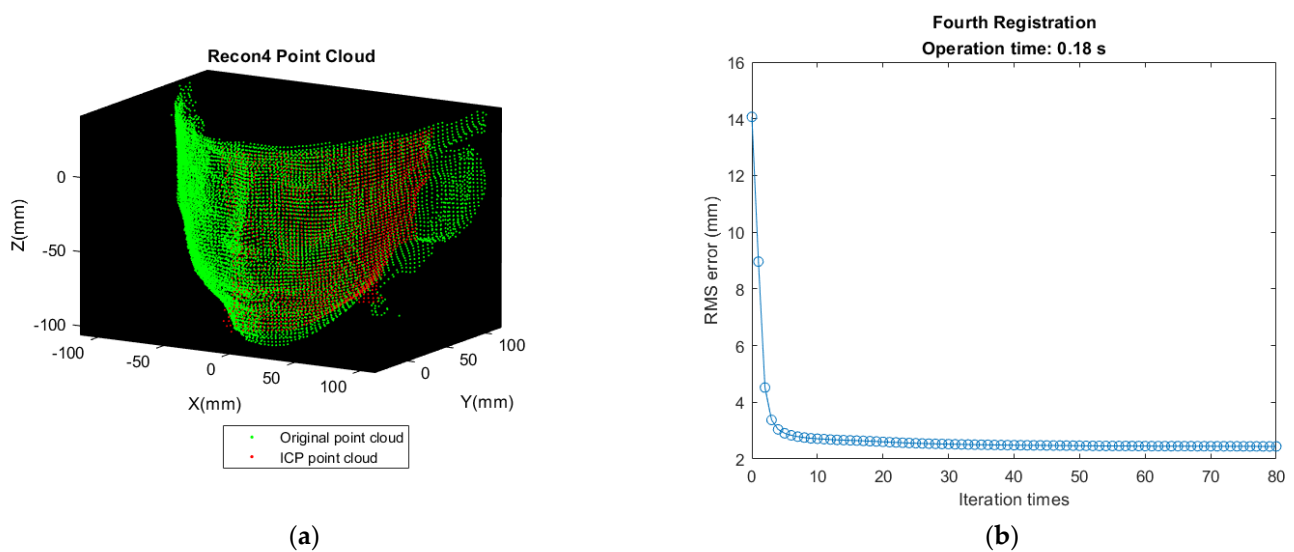 Recon4 Point Cloud
Z(mm)
0
-50
-100
-100
-50
0
50
100
X(mm)
0
50
100
Y(mm)
Original point cloud
ICP point cloud
(a)
Fourth Registration
Operation time: 0.18 s
RMS error (mm)
16
14
12
10
8
6
4
2
0 10 20 30 40 50 60 70 80
Iteration times
(b)